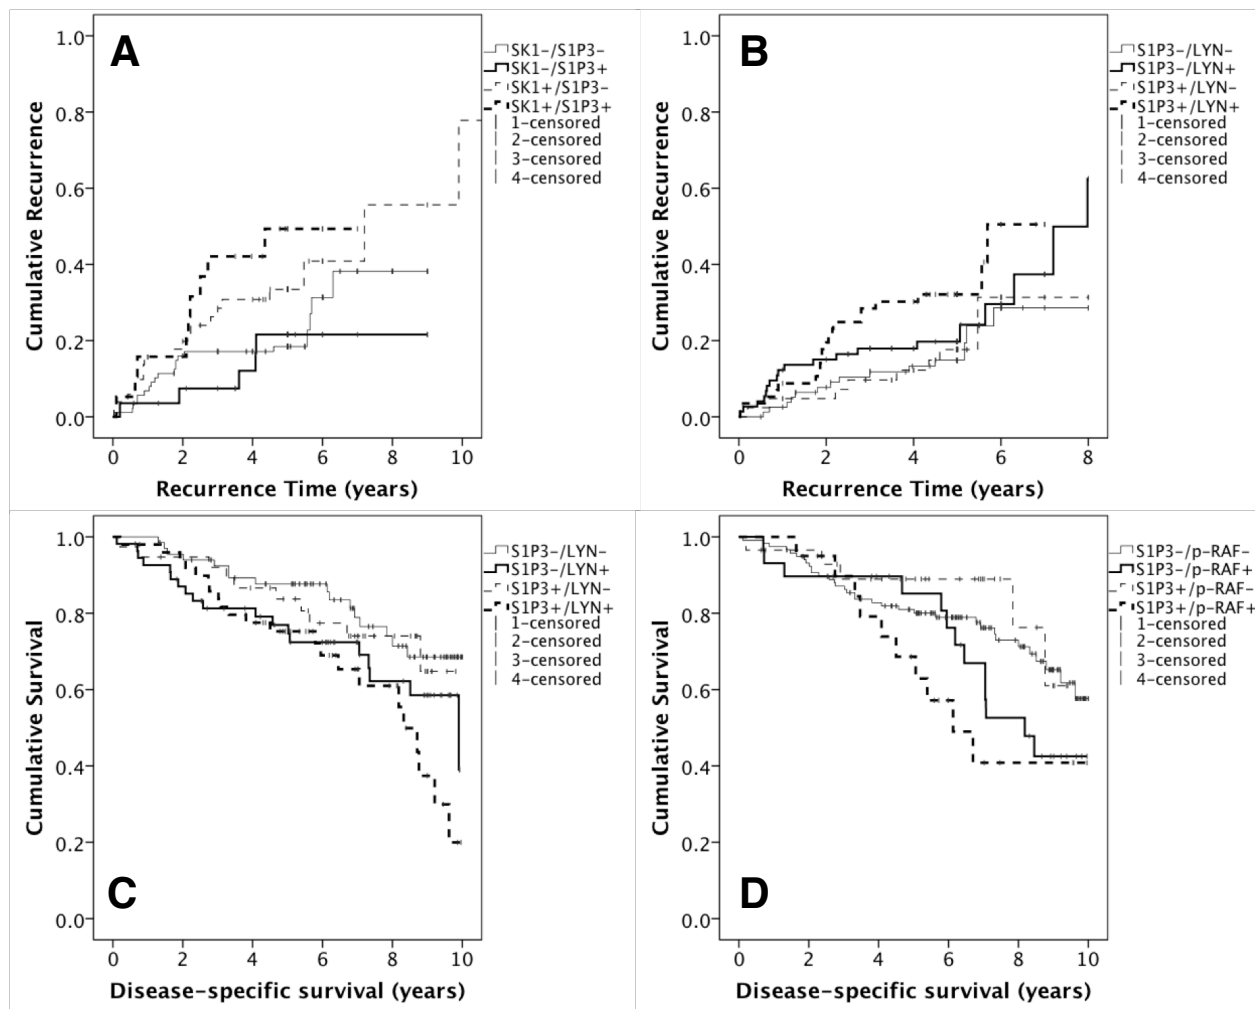 A
1.0
0.8
0.6
0.4
0.2
0.0
Cumulative Recurrence
0 2 4 6 8 10
Recurrence Time (years)
SK1-/S1P3-
SK1-/S1P3+
SK1+/S1P3-
SK1+/S1P3+
1-censored
2-censored
3-censored
4-censored
B
1.0
0.8
0.6
0.4
0.2
0.0
Cumulative Recurrence
0 2 4 6 8
Recurrence Time (years)
S1P3-/LYN-
S1P3-/LYN+
S1P3+/LYN-
S1P3+/LYN+
1-censored
2-censored
3-censored
4-censored
C
1.0
0.8
0.6
0.4
0.2
0.0
Cumulative Survival
0 2 4 6 8 10
Disease-specific survival (years)
S1P3-/LYN-
S1P3-/LYN+
S1P3+/LYN-
S1P3+/LYN+
1-censored
2-censored
3-censored
4-censored
D
1.0
0.8
0.6
0.4
0.2
0.0
Cumulative Survival
0 2 4 6 8 10
Disease-specific survival (years)
S1P3-/p-RAF-
S1P3-/p-RAF+
S1P3+/p-RAF-
S1P3+/p-RAF+
1-censored
2-censored
3-censored
4-censored